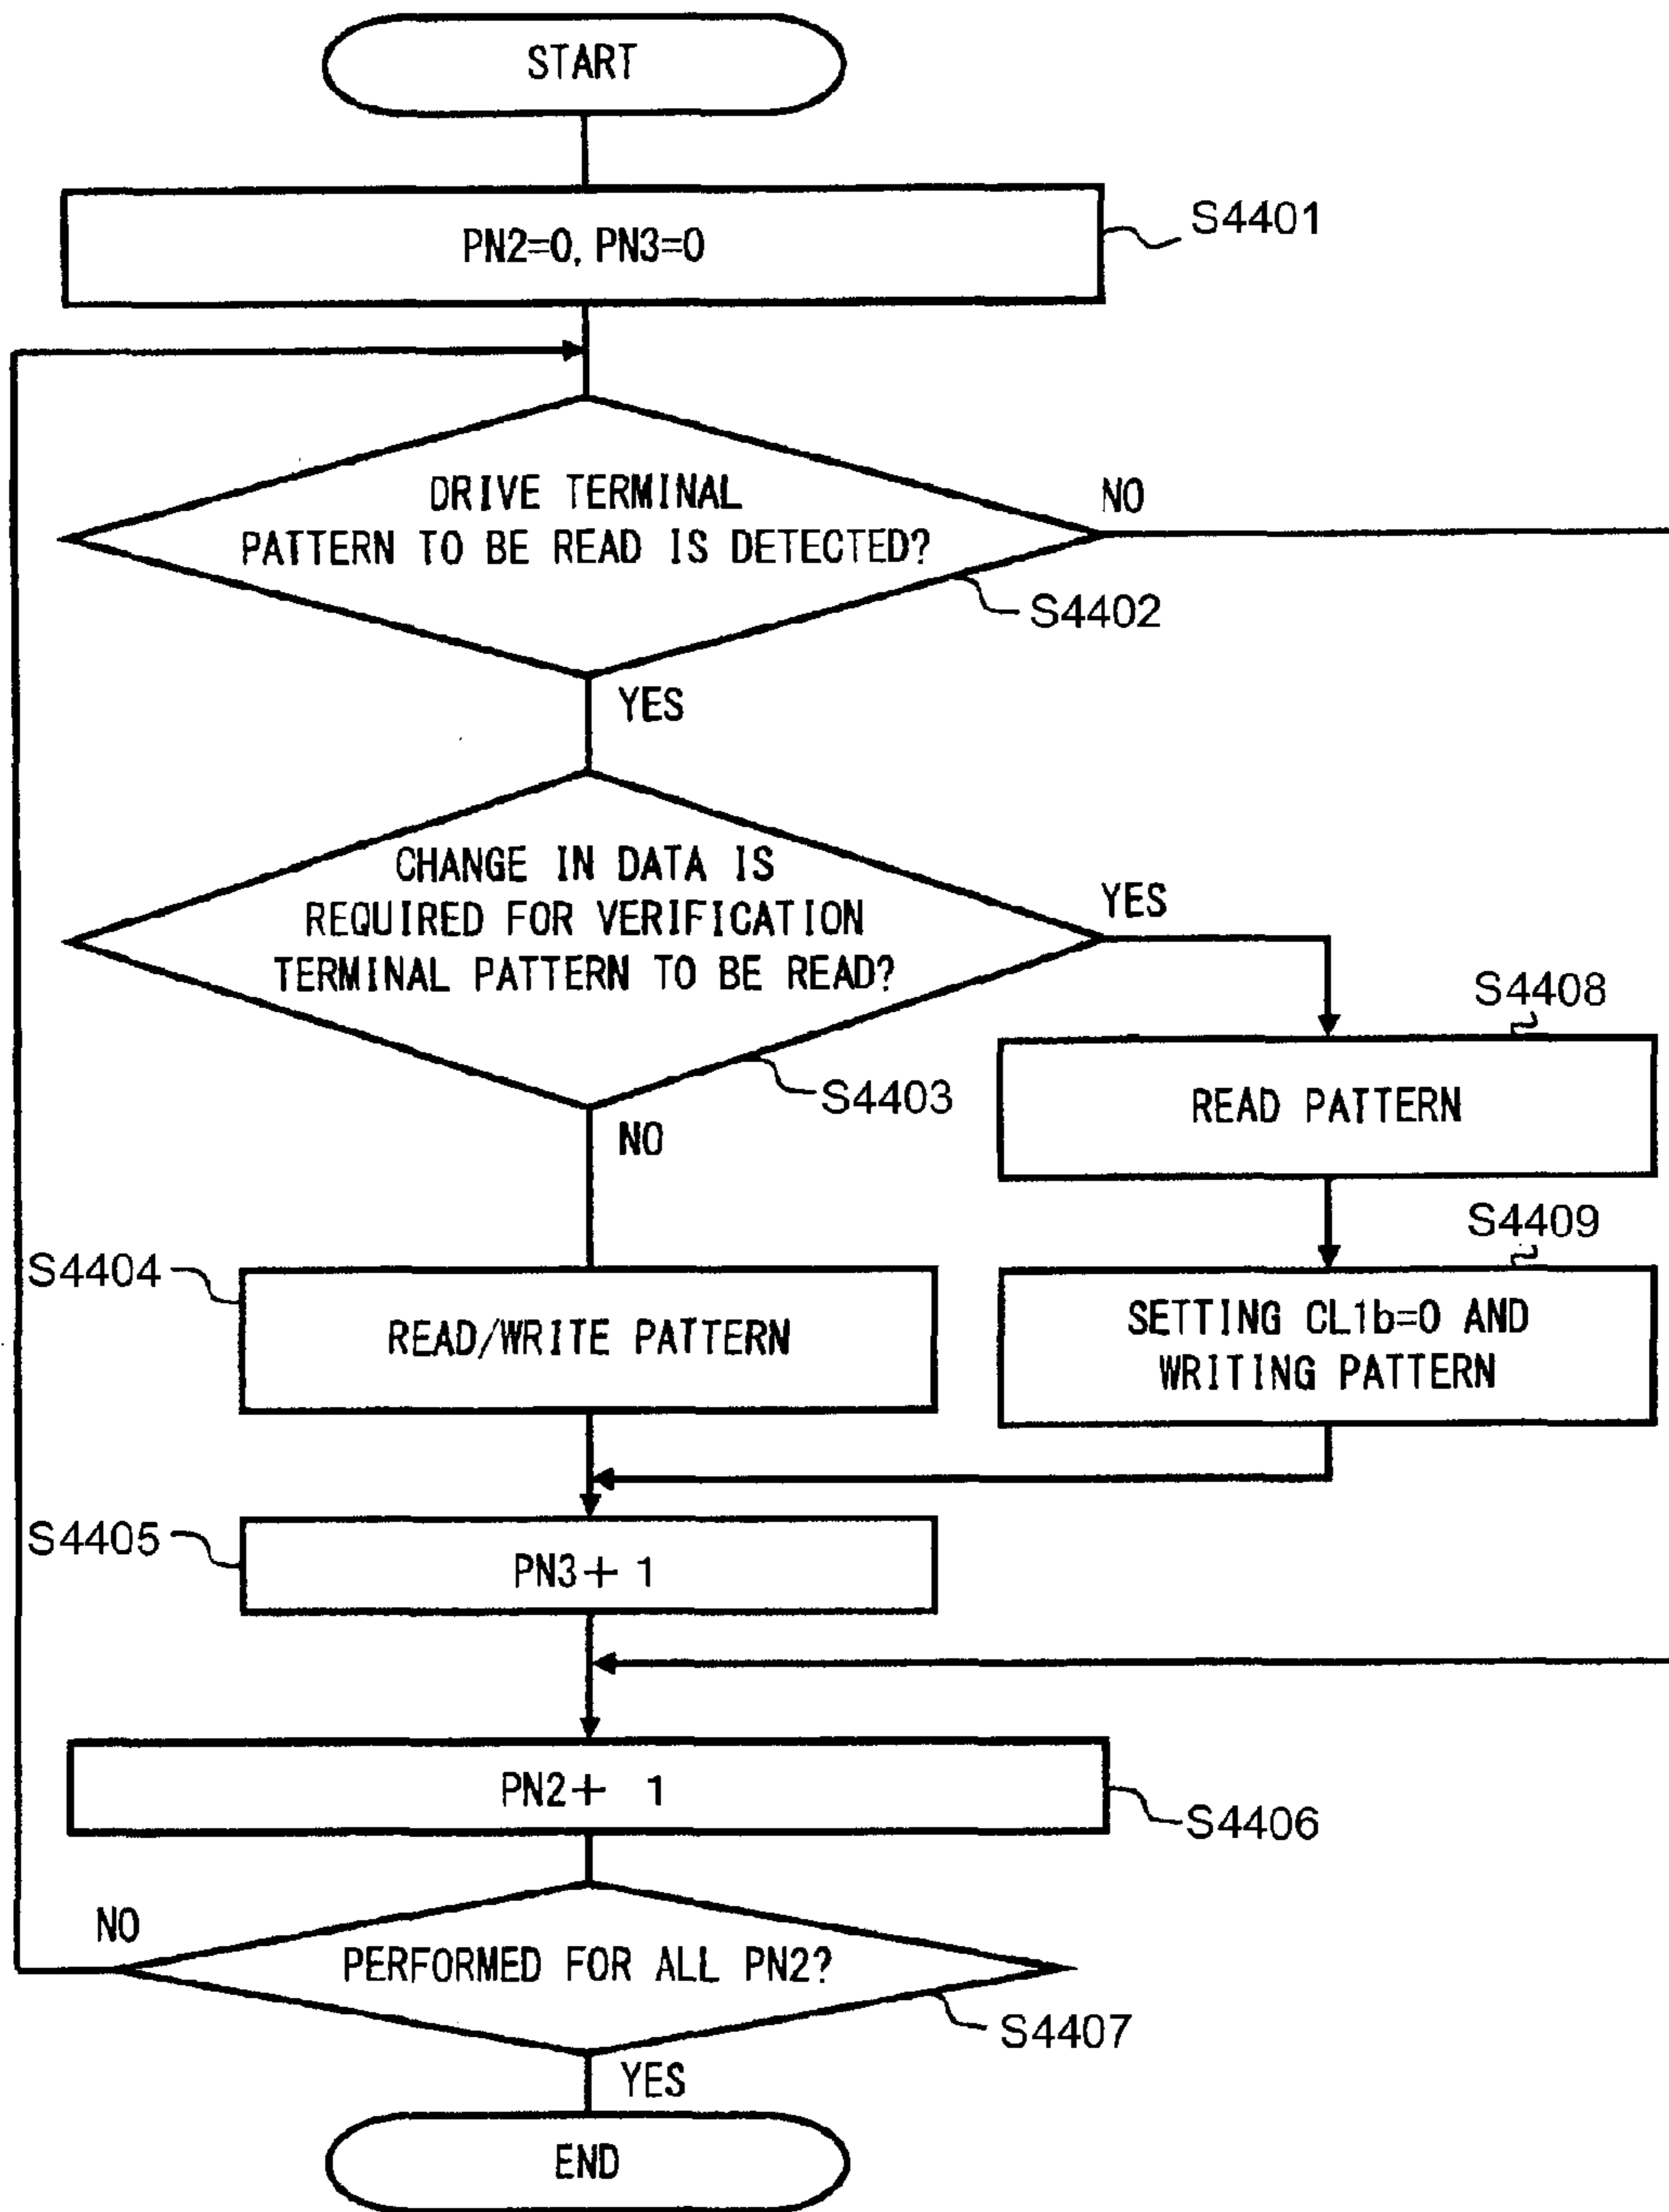 START
PN2=0, PN3=0
S4401
DRIVE TERMINAL
PATTERN TO BE READ IS DETECTED?
NO
S4402
YES
CHANGE IN DATA IS
REQUIRED FOR VERIFICATION
TERMINAL PATTERN TO BE READ?
YES
S4403
NO
S4408
READ PATTERN
S4409
SETTING CL1b=0 AND
WRITING PATTERN
S4404
READ/WRITE PATTERN
S4405
PN3+ 1
PN2+ 1
S4406
NO
PERFORMED FOR ALL PN2?
S4407
YES
END